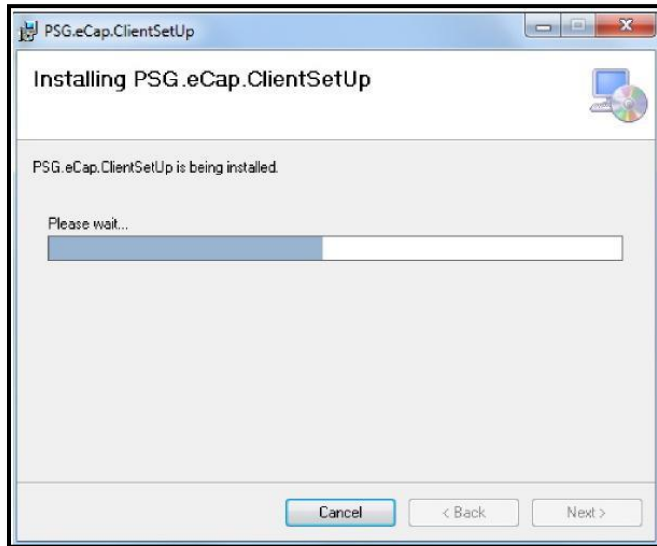 PSG.eCap.ClientSetUp
Installing PSG.eCap.ClientSetUp
PSG.eCap.ClientSetUp is being installed.
Please wait...
Cancel
< Back
Next >